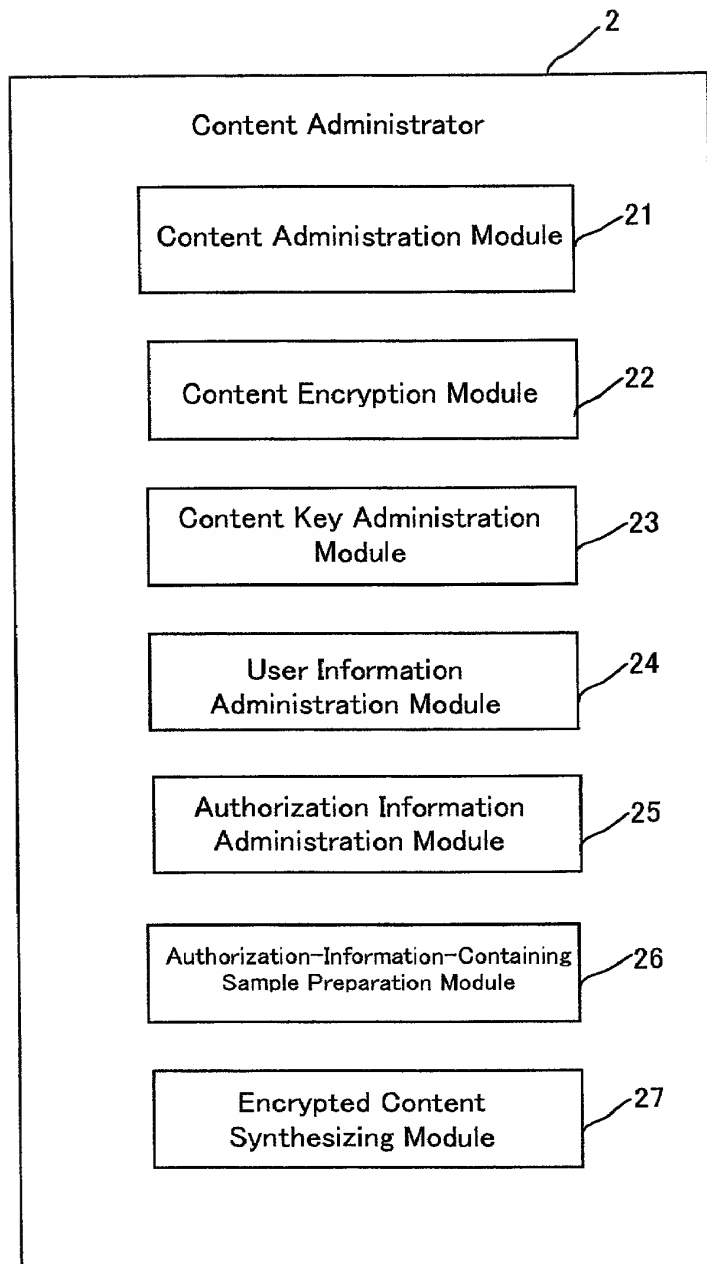 2
Content Administrator
Content Administration Module
21
Content Encryption Module
22
Content Key Administration
Module
23
User Information
Administration Module
24
Authorization Information
Administration Module
25
Authorization-Information-Containing
Sample Preparation Module
26
Encrypted Content
Synthesizing Module
27